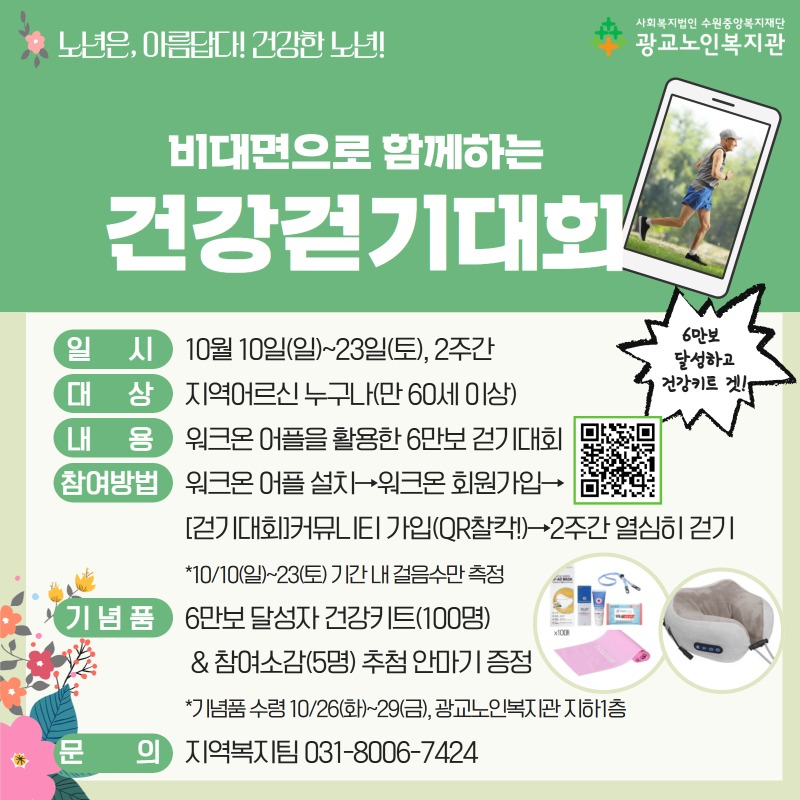 노년은, 아름답다! 건강한 노년!
사회복지법인 수원중앙복지재단
광교노인복지관
비대면으로 함께하는
건강걷기대회
6만보
달성하고
건강키트 겟!
일 시 10월 10일(일)~23일(토), 2주간
대 상 지역어르신 누구나(만 60세 이상)
내 용 워크온 어플을 활용한 6만보 걷기대회
참여방법 워크온 어플 설치→워크온 회원가입→
[걷기대회]커뮤니티 가입(QR찰칵!)→2주간 열심히 걷기
*10/10(일)~23(토) 기간 내 걸음수만 측정
기념품 6만보 달성자 건강키트(100명)
& 참여소감(5명) 추첨 안마기 증정
x100매
*기념품 수령 10/26(화)~29(금), 광교노인복지관 지하1층
문 의 지역복지팀 031-8006-7424